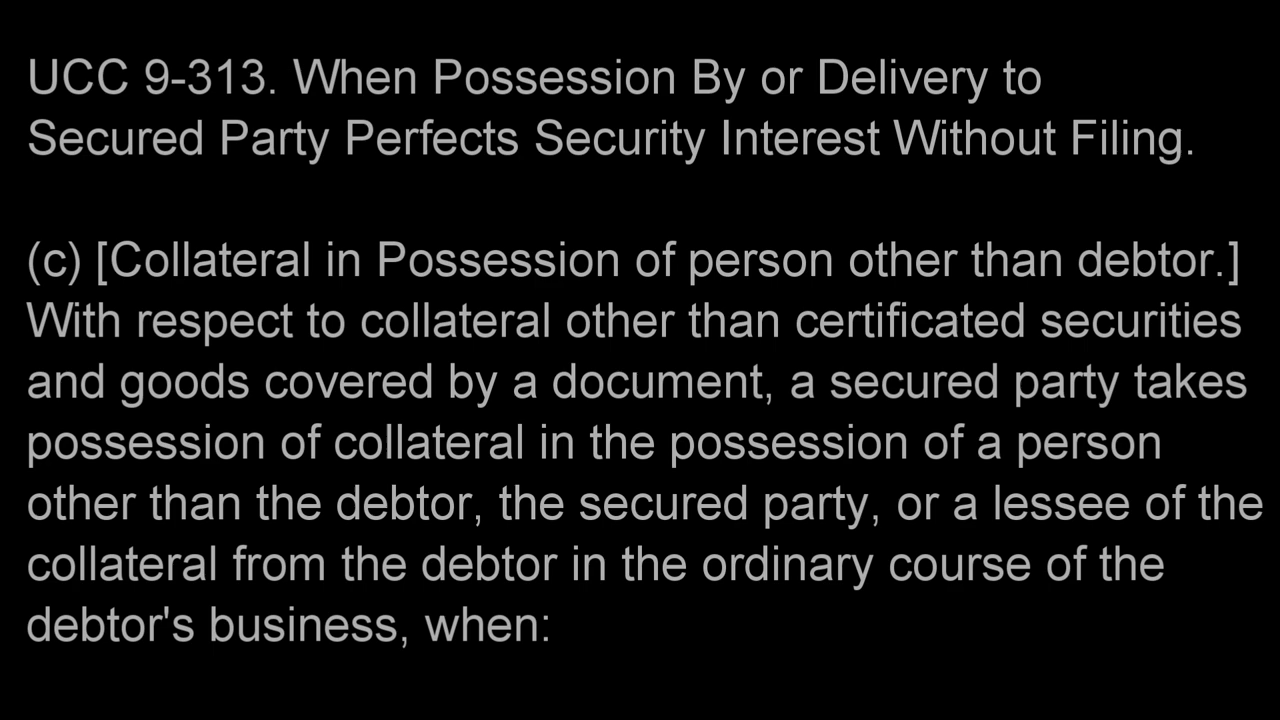 UCC 9-313. When Possession By or Delivery to
Secured Party Perfects Security Interest Without Filing.
(c) [Collateral in Possession of person other than debtor.]
With respect to collateral other than certificated securities
and goods covered by a document, a secured party takes
possession of collateral in the possession of a person
other than the debtor, the secured party, or a lessee of the
collateral from the debtor in the ordinary course of the
debtor's business, when: